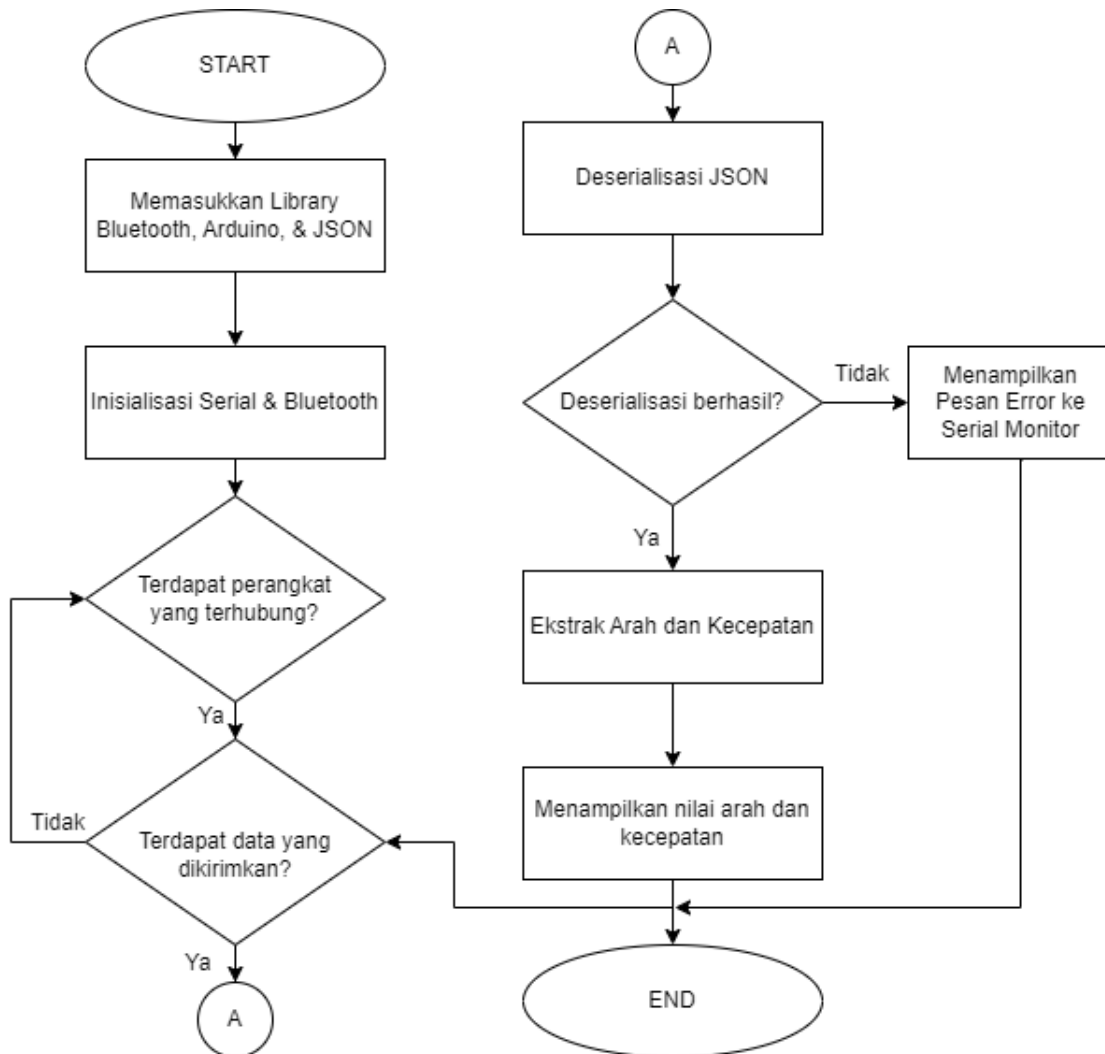 START
Memasukkan Library
Bluetooth, Arduino, & JSON
Inisialisasi Serial & Bluetooth
Terdapat perangkat
yang terhubung?
Ya
Tidak
Terdapat data yang
dikirimkan?
Ya
A
A
Deserialisasi JSON
Deserialisasi berhasil?
Tidak
Menampilkan
Pesan Error ke
Serial Monitor
Ya
Ekstrak Arah dan Kecepatan
Menampilkan nilai arah dan
kecepatan
END